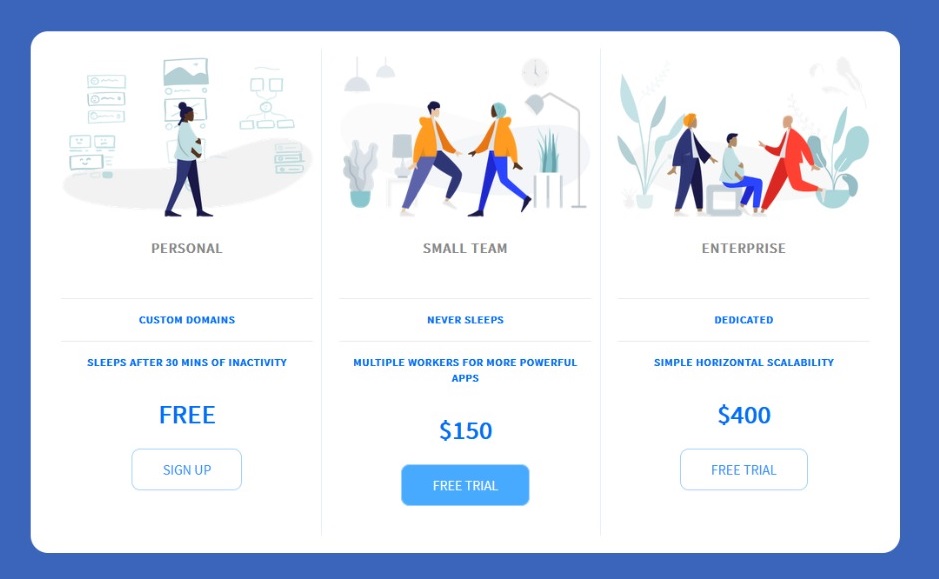 PERSONAL
CUSTOM DOMAINS
SLEEPS AFTER 30 MINS OF INACTIVITY
FREE
SIGN UP
SMALL TEAM
NEVER SLEEPS
MULTIPLE WORKERS FOR MORE POWERFUL
APPS
$150
FREE TRIAL
ENTERPRISE
DEDICATED
SIMPLE HORIZONTAL SCALABILITY
$400
FREE TRIAL